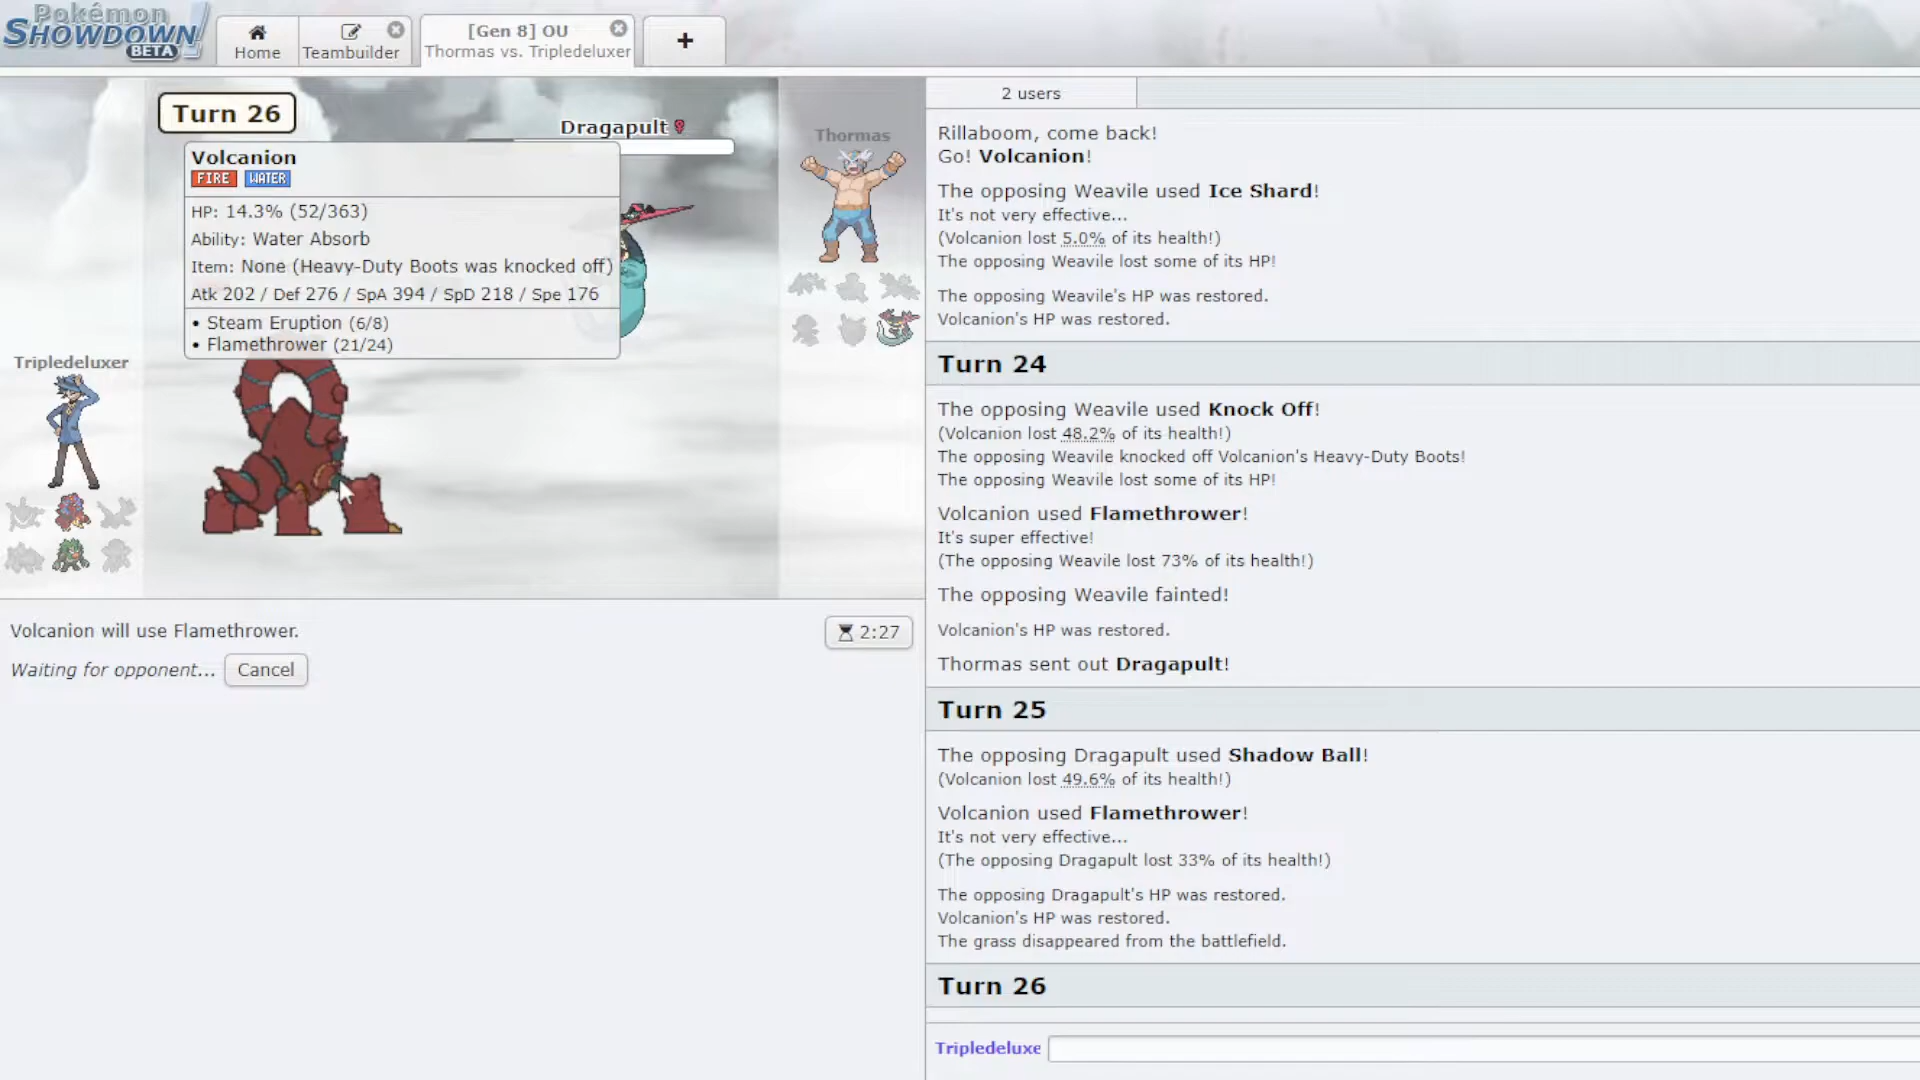 Pokémon
SHOWDOWN
BETA
Home
Teambuilder
[Gen 8] OU
Thormas vs. Tripledeluxer
+
Turn 26
Dragapult
Volcanion
FIRE WATER
HP: 14.3% (52/363)
Ability: Water Absorb
Item: None (Heavy-Duty Boots was knocked off)
Atk 202 / Def 276 / SpA 394 / SpD 218 / Spe 176
• Steam Eruption (6/8)
• Flamethrower (21/24)
Thormas
Tripledeluxer
Volcanion will use Flamethrower.
Waiting for opponent... Cancel
2:27
2 users
Rillaboom, come back!
Go! Volcanion!
The opposing Weavile used Ice Shard!
It's not very effective...
(Volcanion lost 5.0% of its health!)
The opposing Weavile lost some of its HP!
The opposing Weavile's HP was restored.
Volcanion's HP was restored.
Turn 24
The opposing Weavile used Knock Off!
(Volcanion lost 48.2% of its health!)
The opposing Weavile knocked off Volcanion's Heavy-Duty Boots!
The opposing Weavile lost some of its HP!
Volcanion used Flamethrower!
It's super effective!
(The opposing Weavile lost 73% of its health!)
The opposing Weavile fainted!
Volcanion's HP was restored.
Thormas sent out Dragapult!
Turn 25
The opposing Dragapult used Shadow Ball!
(Volcanion lost 49.6% of its health!)
Volcanion used Flamethrower!
It's not very effective...
(The opposing Dragapult lost 33% of its health!)
The opposing Dragapult's HP was restored.
Volcanion's HP was restored.
The grass disappeared from the battlefield.
Turn 26
Tripledeluxe